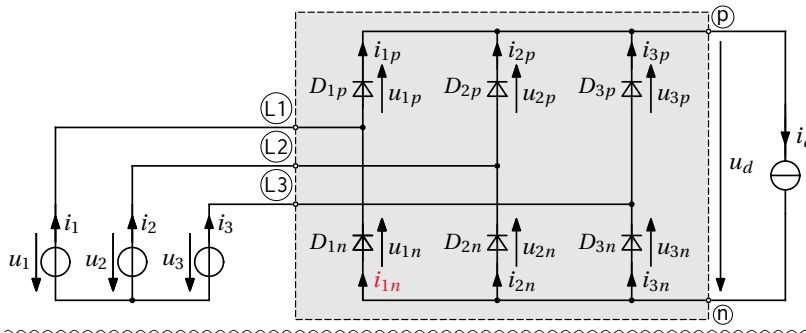 p
i1p i2p i3p
D1p u1p D2p u2p D3p u3p
L1
L2
L3
ud
i1 i2 i3
u1 u2 u3
D1n u1n D2n u2n D3n u3n
i1n i2n i3n
n